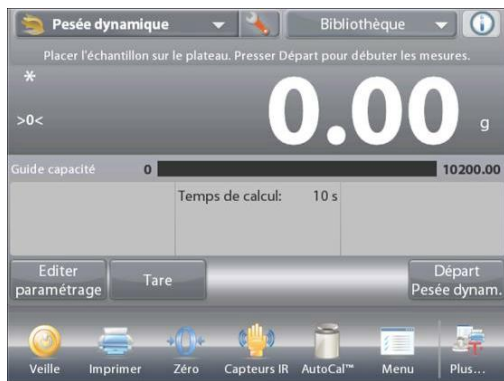 Pesée dynamique Bibliothèque
Placer l'échantillon sur le plateau. Presser Départ pour débuter les mesures.
*
>0<
0.00 g
Guide capacité 0 10200.00
Temps de calcul: 10 s
Editer paramétrage
Tare
Départ Pesée dynam.
Veille Imprimer Zéro Capteurs IR AutoCal™ Menu Plus...